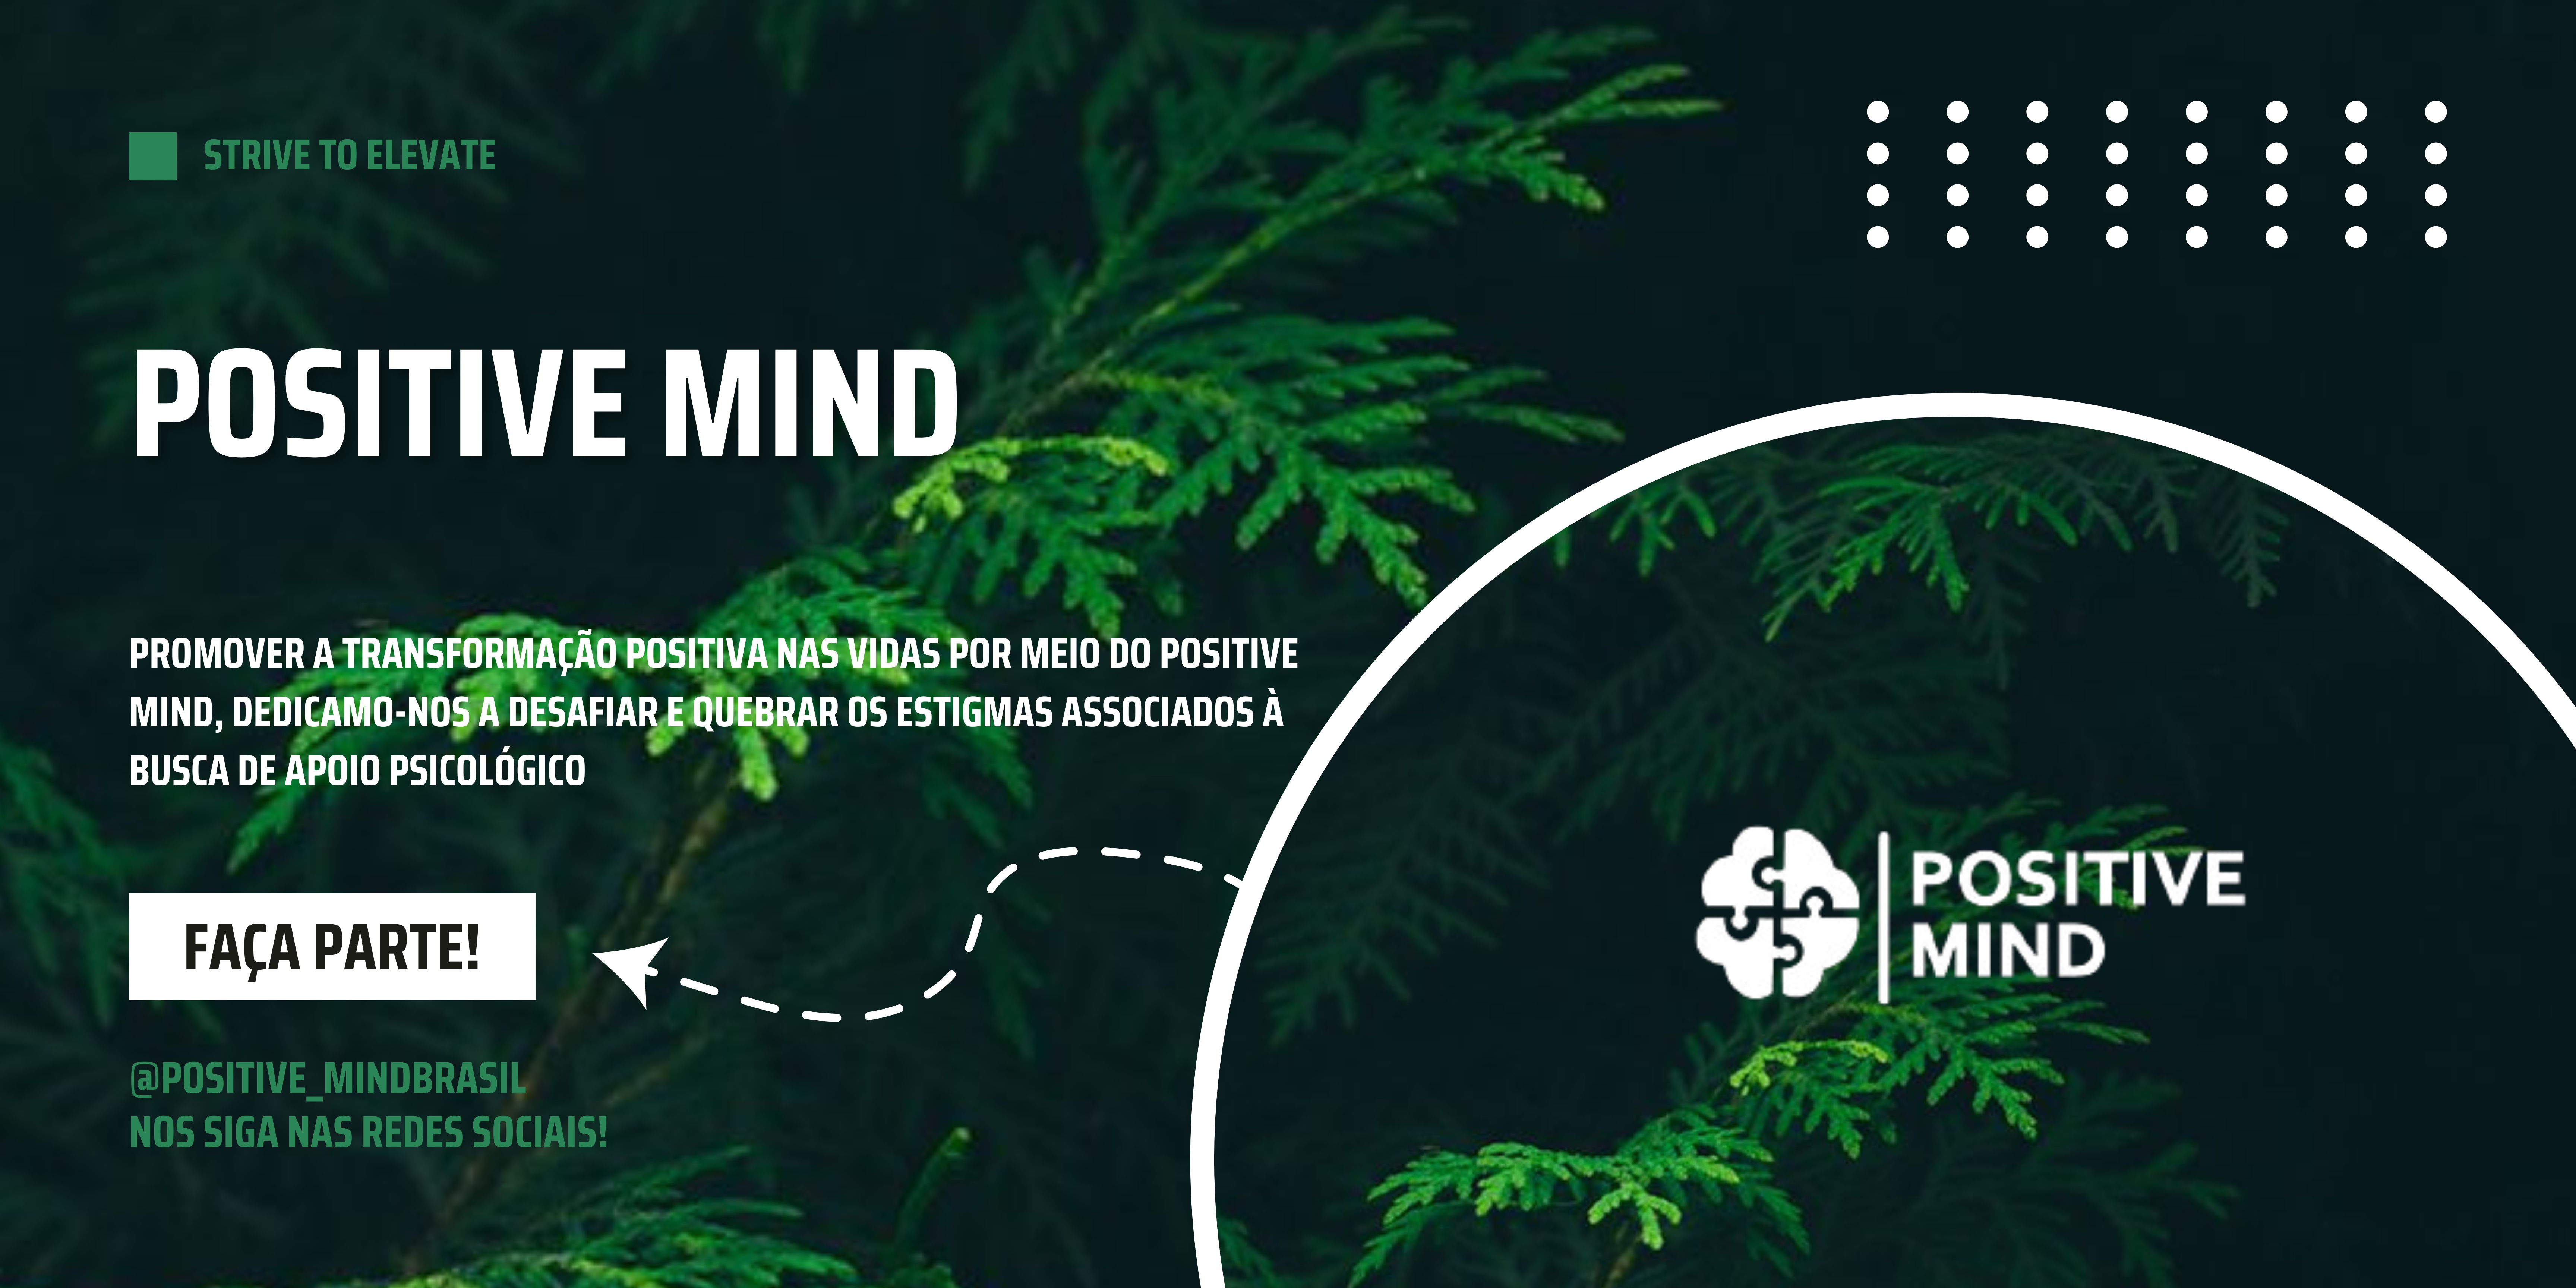 STRIVE TO ELEVATE
POSITIVE MIND
PROMOVER A TRANSFORMAÇÃO POSITIVA NAS VIDAS POR MEIO DO POSITIVE
MIND, DEDICAMO-NOS A DESAFIAR E QUEBRAR OS ESTIGMAS ASSOCIADOS À
BUSCA DE APOIO PSICOLÓGICO
FAÇA PARTE!
@POSITIVE_MINDBRASIL
NOS SIGA NAS REDES SOCIAIS!
POSITIVE
MIND